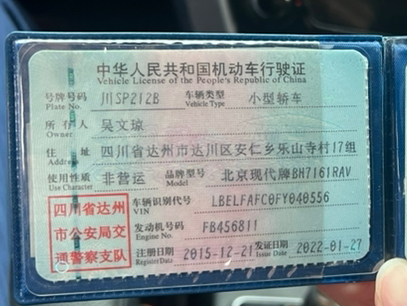 中华人民共和国机动车行驶证
Vehicle License of the People's Republic of China
号牌号码 川SP212B 车辆类型 小型轿车
Plate No. Vehicle Type
所有人 吴文琼
Owner
住址 四川省达州市达川区安仁乡乐山寺村17组
Address
使用性质 非营运 品牌型号 北京现代牌BH7161RAV
Use Character Model
四川省达州 车辆识别代号 LBELFAFC0FY040556
VIN
市公安局交 发动机号码 FB456811
Engine No.
通警察支队 注册日期 2015-12-21 发证日期 2022-01-27
Register Date Issue Date